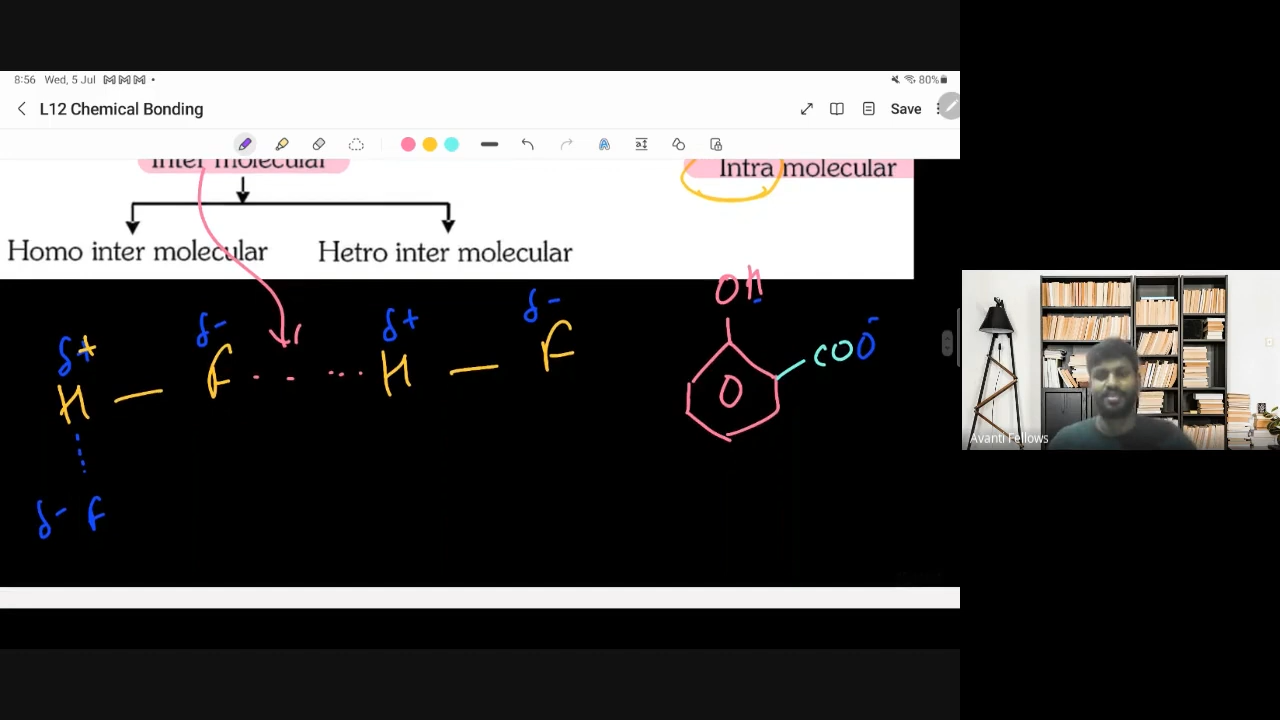 8:56 Wed, 5 Jul
80%
L12 Chemical Bonding
Save
Inter molecular
Intra molecular
Homo inter molecular
Hetro inter molecular
δ+ δ- δ+ δ-
H — F ..... H — F
δ- F
OH
COO-
Avanti Fellows